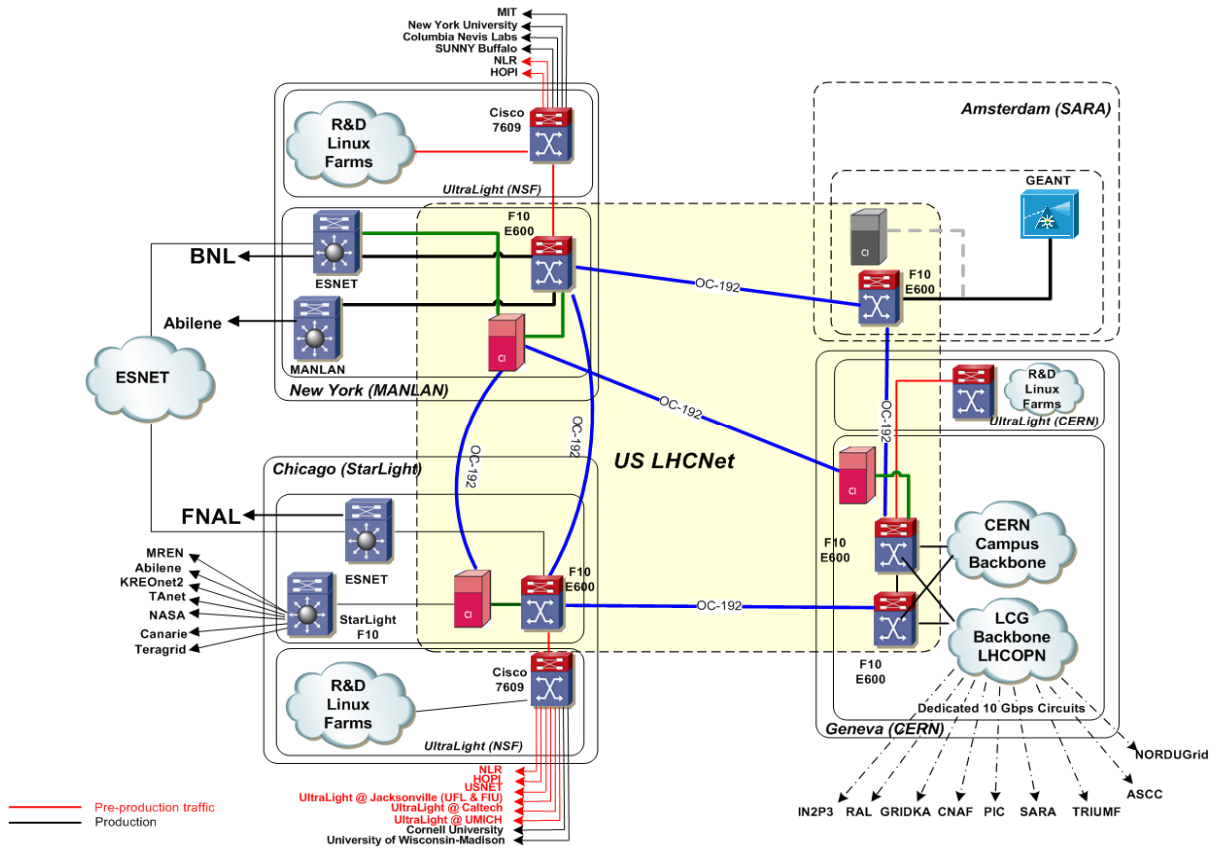 MIT
New York University
Columbia Nevis Labs
SUNNY Buffalo
NLR
HOPI
Cisco
7609
R&D
Linux
Farms
UltraLight (NSF)
F10
E600
BNL
ESNET
Abilene
MANLAN
CI
New York (MANLAN)
ESNET
Amsterdam (SARA)
GEANT
CI
F10
E600
OC-192
OC-192
OC-192
OC-192
OC-192
OC-192
US LHCNet
R&D
Linux
Farms
UltraLight (CERN)
CI
F10
E600
CERN
Campus
Backbone
LCG
Backbone
LHCOPN
F10
E600
Dedicated 10 Gbps Circuits
Geneva (CERN)
NORDUGrid
ASCC
IN2P3
RAL
GRIDKA
CNAF
PIC
SARA
TRIUMF
Chicago (StarLight)
FNAL
ESNET
MREN
Abilene
KREOnet2
TAnet
NASA
Canarie
Teragrid
StarLight
F10
CI
F10
E600
R&D
Linux
Farms
Cisco
7609
UltraLight (NSF)
NLR
HOPI
USNET
UltraLight @ Jacksonville (UFL & FIU)
UltraLight @ Caltech
UltraLight @ UMICH
Cornell University
University of Wisconsin-Madison
Pre-production traffic
Production